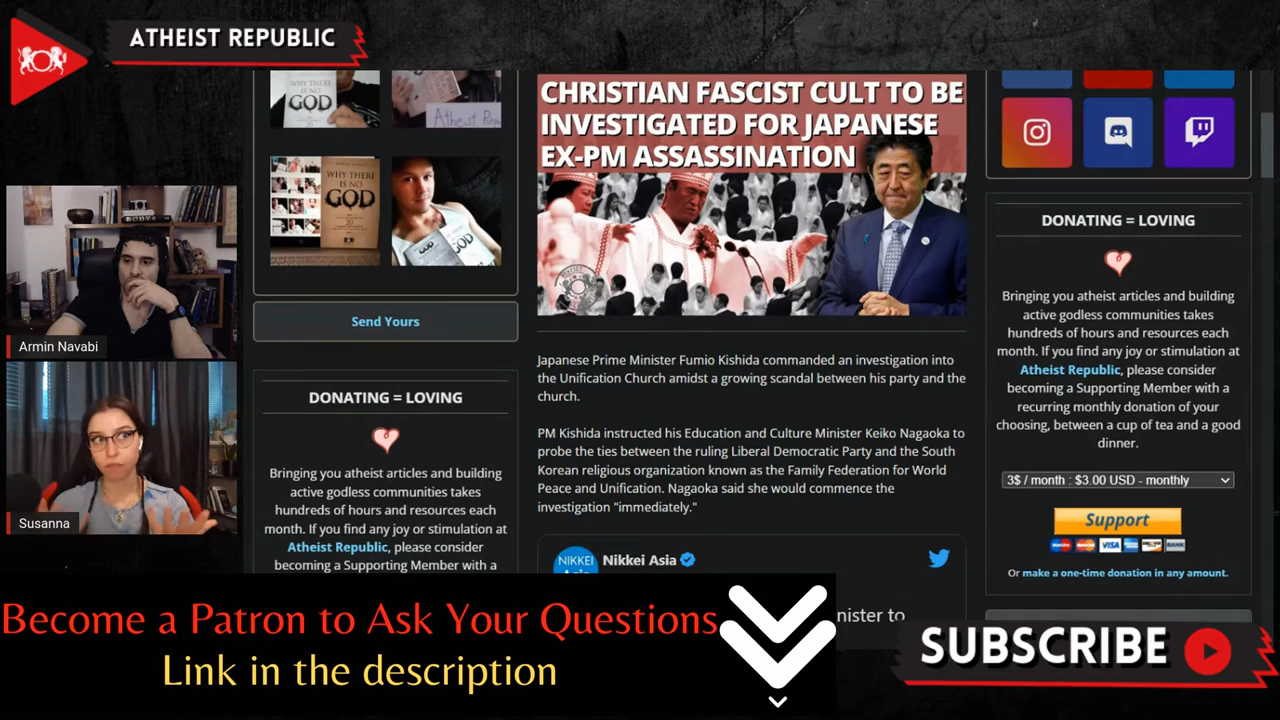 ATHEIST REPUBLIC
WHY THERE
IS NO
GOD
Atheist Rep
WHY THERE
IS NO
GOD
GOD
GOD
Send Yours
DONATING = LOVING
Bringing you atheist articles and building
active godless communities takes
hundreds of hours and resources each
month. If you find any joy or stimulation at
Atheist Republic, please consider
becoming a Supporting Member with a
CHRISTIAN FASCIST CULT TO BE
INVESTIGATED FOR JAPANESE
EX-PM ASSASSINATION
Japanese Prime Minister Fumio Kishida commanded an investigation into
the Unification Church amidst a growing scandal between his party and the
church.
PM Kishida instructed his Education and Culture Minister Keiko Nagaoka to
probe the ties between the ruling Liberal Democratic Party and the South
Korean religious organization known as the Family Federation for World
Peace and Unification. Nagaoka said she would commence the
investigation "immediately."
NIKKEI
Asia
Nikkei Asia
nister to
DONATING = LOVING
Bringing you atheist articles and building
active godless communities takes
hundreds of hours and resources each
month. If you find any joy or stimulation at
Atheist Republic, please consider
becoming a Supporting Member with a
recurring monthly donation of your
choosing, between a cup of tea and a good
dinner.
3$ / month : $3.00 USD - monthly
Support
VISA
BANK
Or make a one-time donation in any amount.
Armin Navabi
Susanna
Become a Patron to Ask Your Questions
Link in the description
SUBSCRIBE